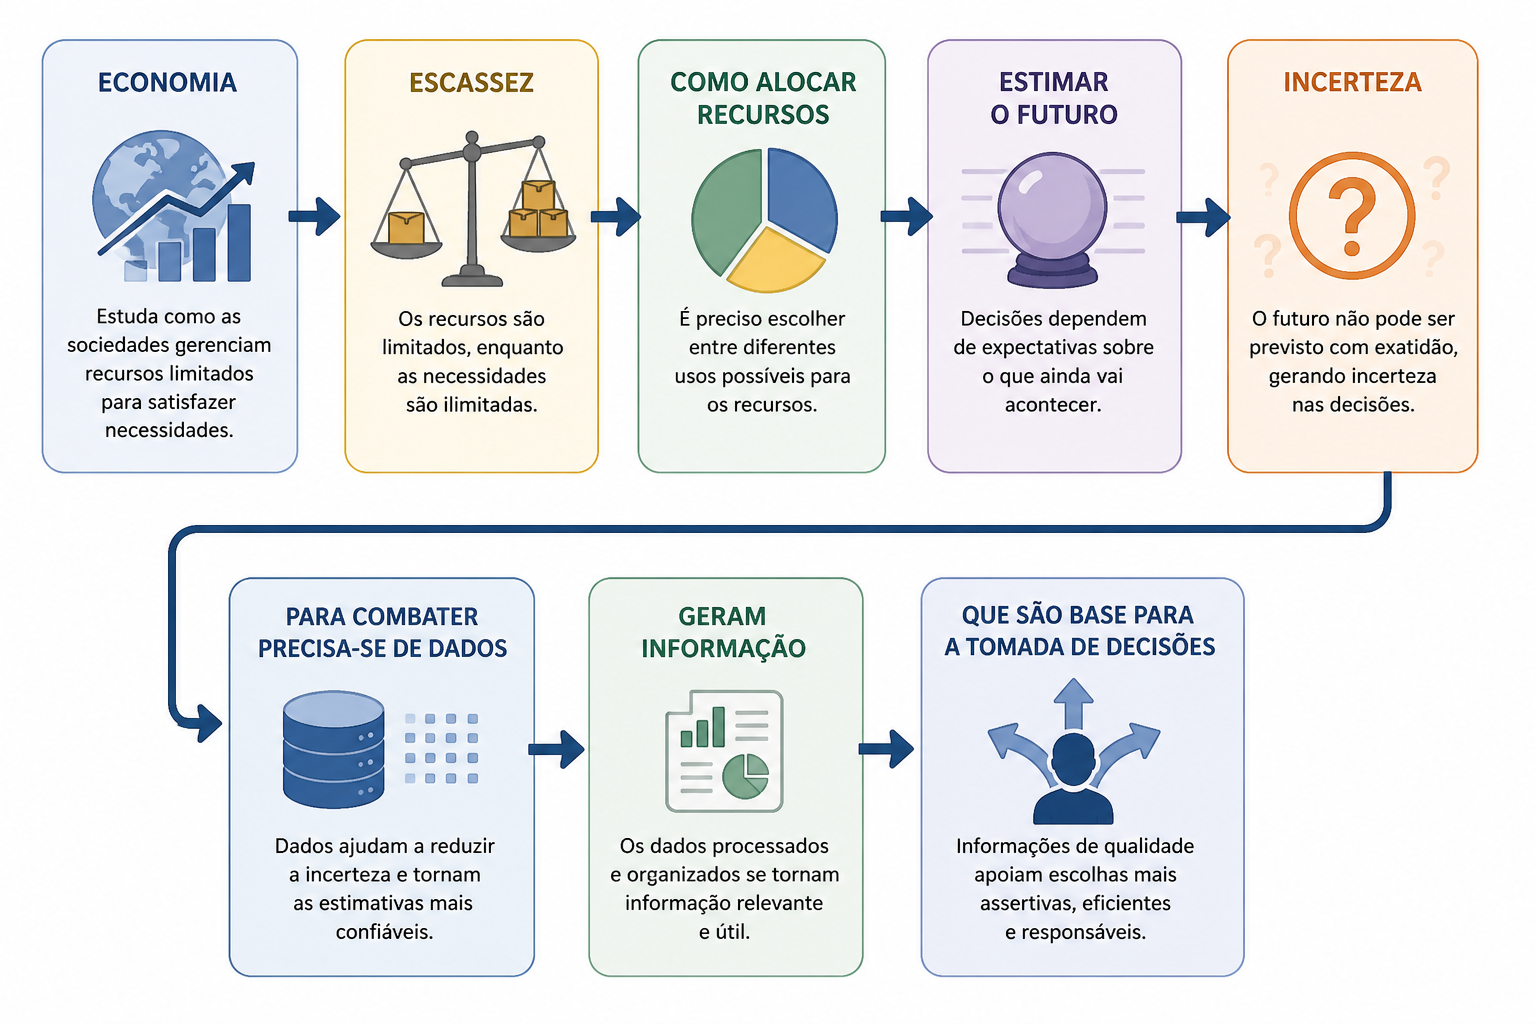 ECONOMIA
Estuda como as
sociedades gerenciam
recursos limitados
para satisfazer
necessidades.
ESCASSEZ
Os recursos são
limitados, enquanto
as necessidades
são ilimitadas.
COMO ALOCAR
RECURSOS
É preciso escolher
entre diferentes
usos possíveis para
os recursos.
ESTIMAR
O FUTURO
Decisões dependem
de expectativas sobre
o que ainda vai
acontecer.
INCERTEZA
?
? ? ? ?
O futuro não pode ser
previsto com exatidão,
gerando incerteza
nas decisões.
PARA COMBATER
PRECISA-SE DE DADOS
Dados ajudam a reduzir
a incerteza e tornam
as estimativas mais
confiáveis.
GERAM
INFORMAÇÃO
Os dados processados
e organizados se tornam
informação relevante
e útil.
QUE SÃO BASE PARA
A TOMADA DE DECISÕES
Informações de qualidade
apoiam escolhas mais
assertivas, eficientes
e responsáveis.